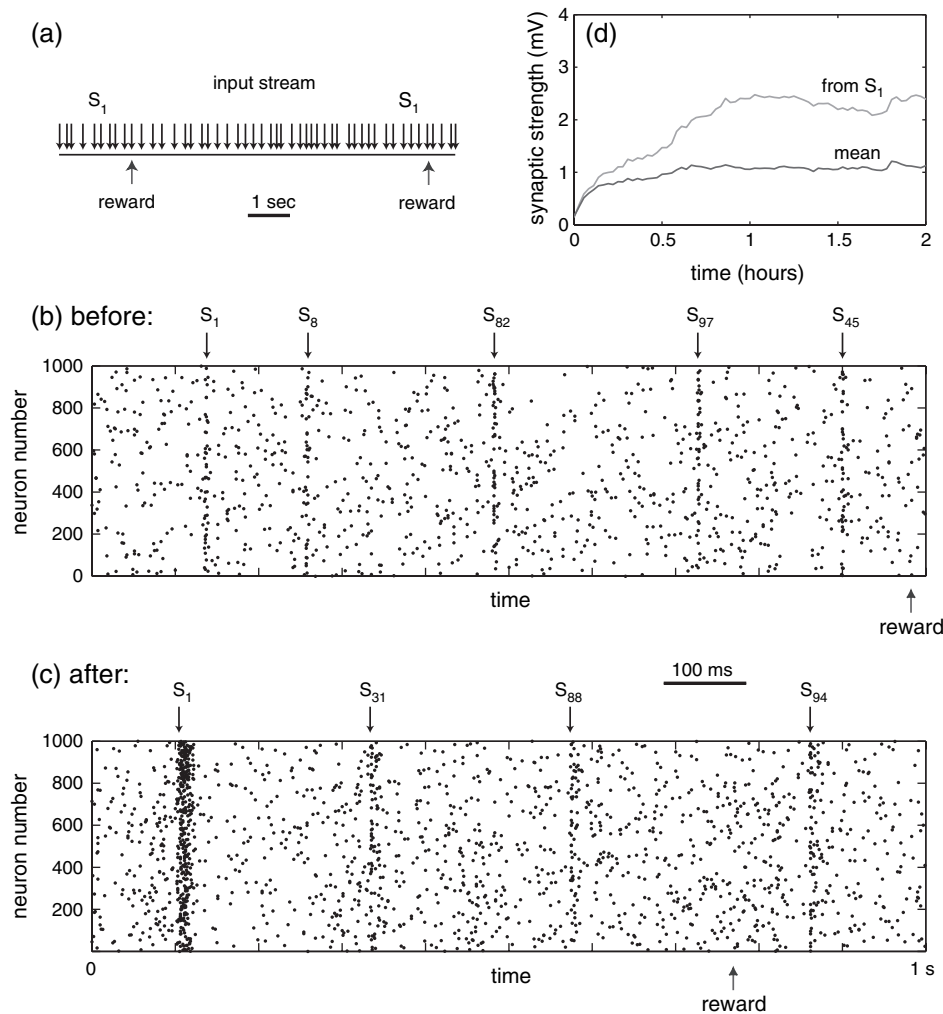 (a)
input stream
S1 S1
reward reward
1 sec
(d)
synaptic strength (mV)
4
3
2
1
0
from S1
mean
0 0.5 1 1.5 2
time (hours)
(b) before:
S1 S8 S82 S97 S45
neuron number
1000
800
600
400
200
0
time
reward
(c) after:
100 ms
S1 S31 S88 S94
neuron number
1000
800
600
400
200
0 time 1 s
reward